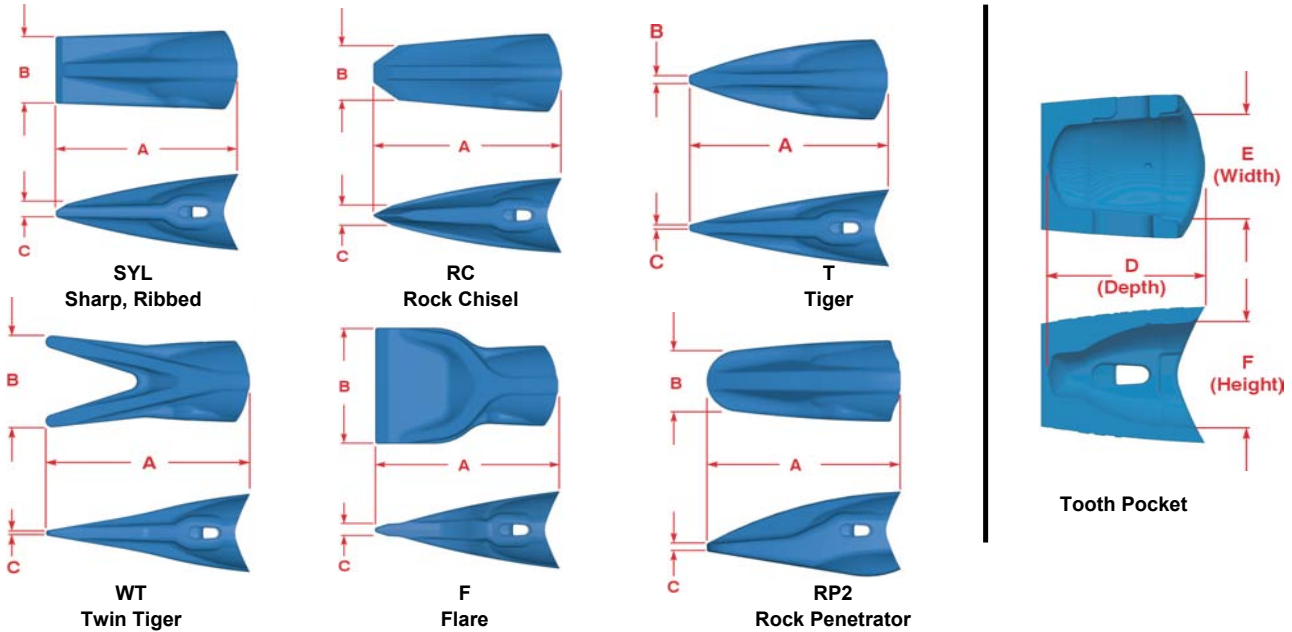 B
A
C
SYL
Sharp, Ribbed
B
A
C
RC
Rock Chisel
B
A
C
T
Tiger
B
A
C
WT
Twin Tiger
B
A
C
F
Flare
B
A
C
RP2
Rock Penetrator
E
(Width)
D
(Depth)
F
(Height)
Tooth Pocket